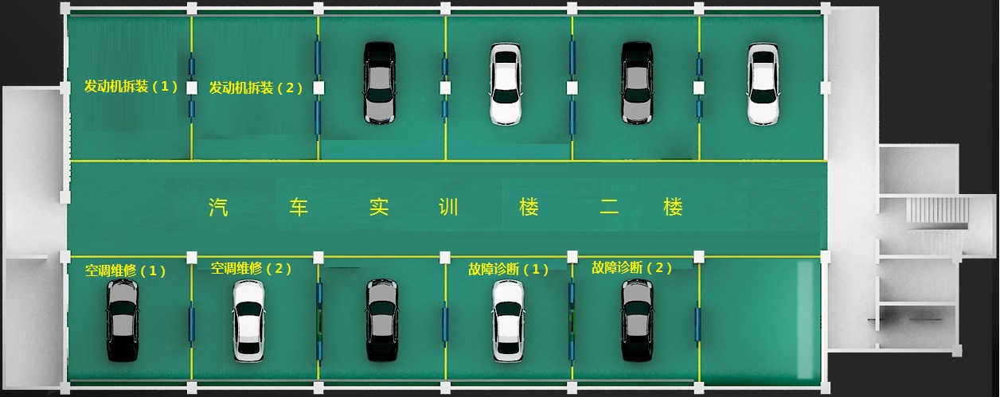 发动机拆装（1）
发动机拆装（2）
汽车实训楼二楼
空调维修（1）
空调维修（2）
故障诊断（1）
故障诊断（2）